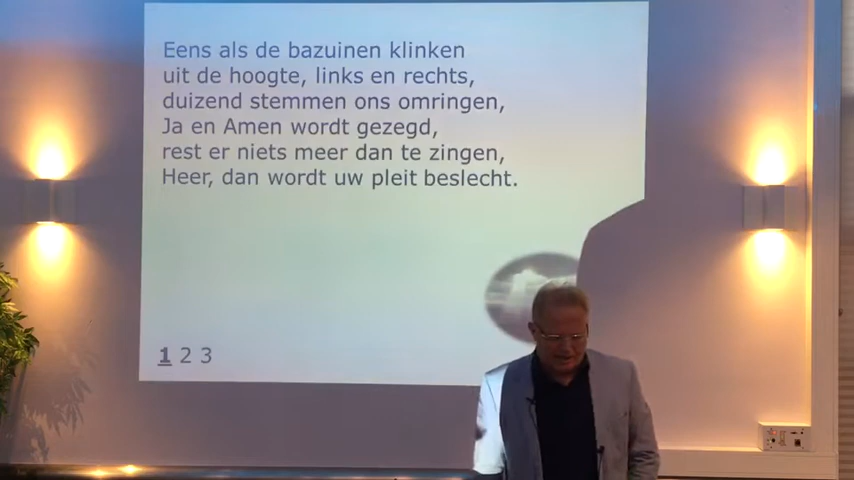 Eens als de bazuinen klinken
uit de hoogte, links en rechts,
duizend stemmen ons omringen,
Ja en Amen wordt gezegd,
rest er niets meer dan te zingen,
Heer, dan wordt uw pleit beslecht.
1 2 3